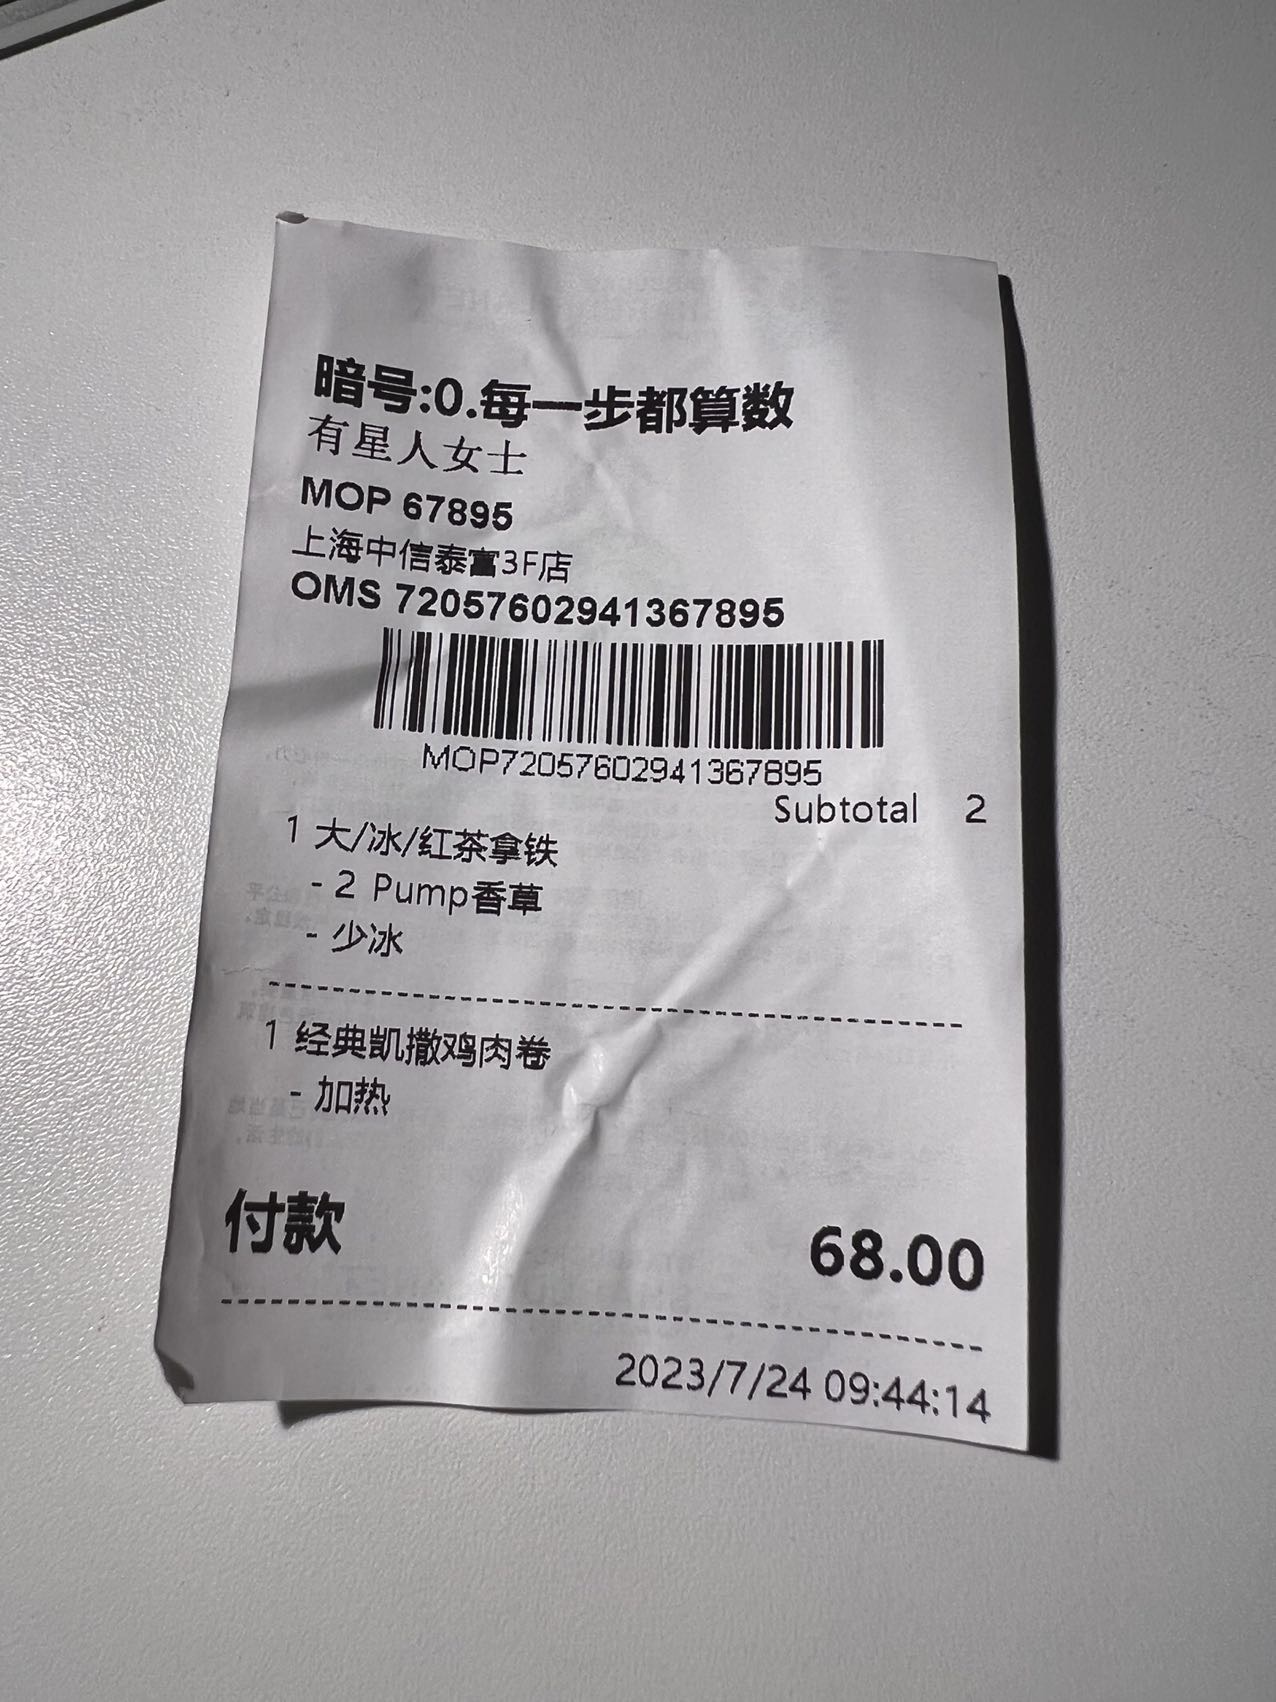 暗号:0.每一步都算数
有星人女士
MOP 67895
上海中信泰富3F店
OMS 72057602941367895
MOP72057602941367895
Subtotal 2
1 大/冰/红茶拿铁
- 2 Pump香草
- 少冰
1 经典凯撒鸡肉卷
- 加热
付款 68.00
2023/7/24 09:44:14